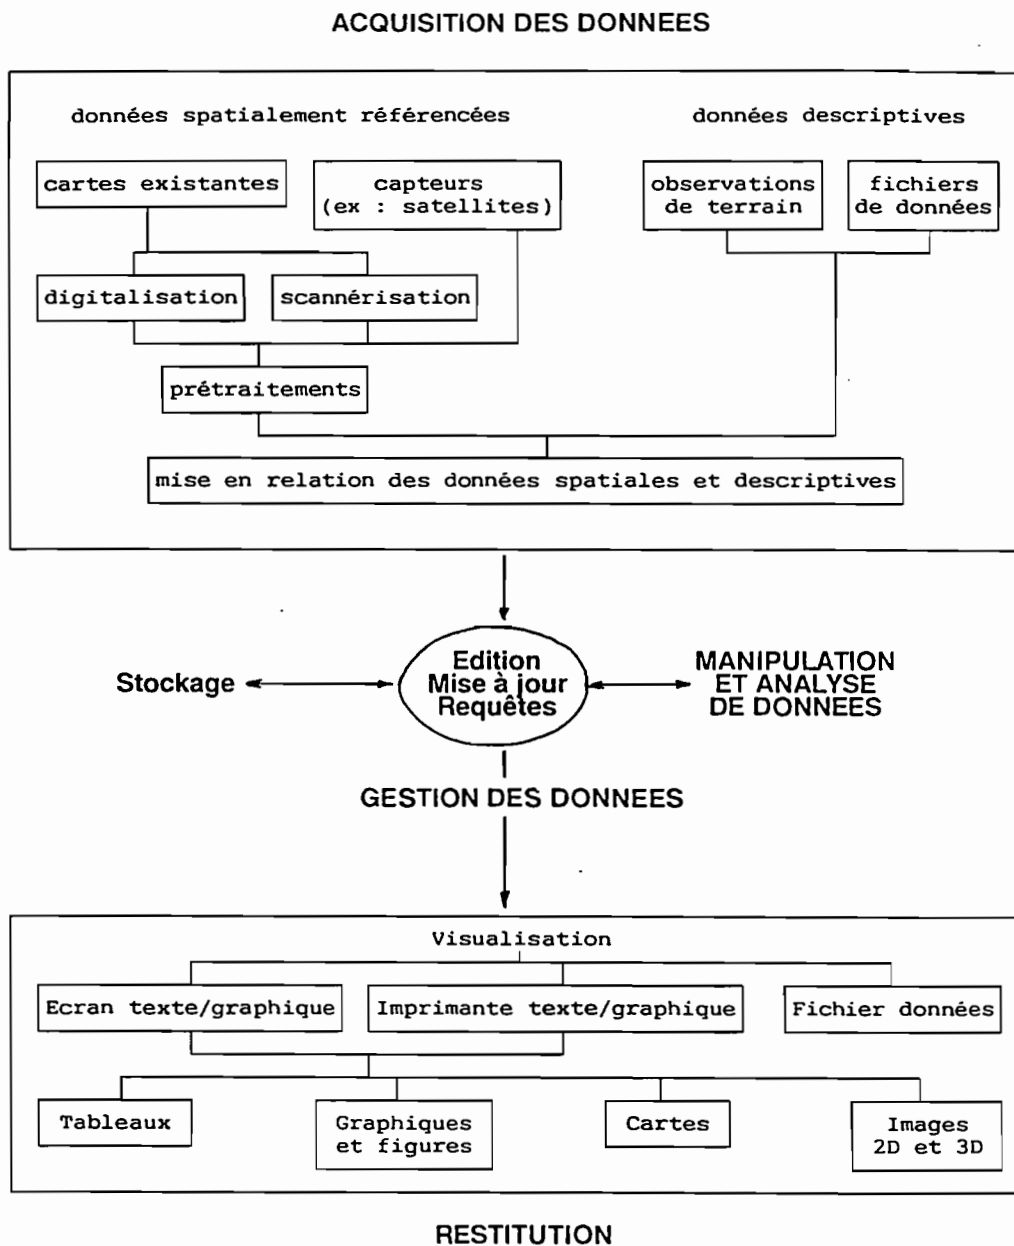 ACQUISITION DES DONNEES
données spatialement référencées
données descriptives
cartes existantes
capteurs
(ex : satellites)
observations
de terrain
fichiers
de données
digitalisation
scannérisation
prétraitements
mise en relation des données spatiales et descriptives
Stockage
Edition
Mise à jour
Requêtes
MANIPULATION
ET ANALYSE
DE DONNEES
GESTION DES DONNEES
Visualisation
Ecran texte/graphique
Imprimante texte/graphique
Fichier données
Tableaux
Graphiques
et figures
Cartes
Images
2D et 3D
RESTITUTION